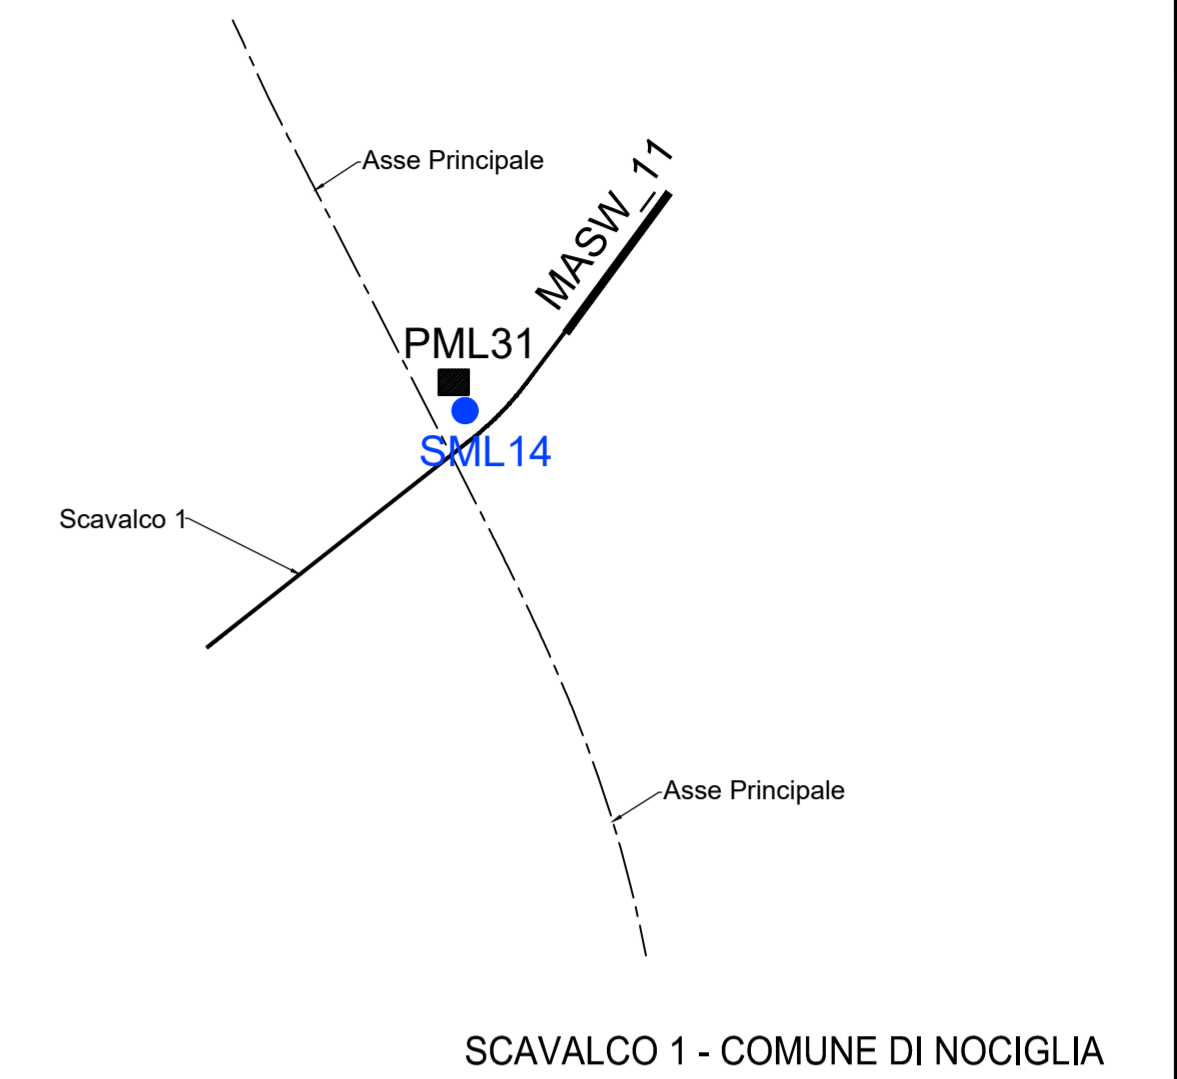 Asse Principale
MASW_11
PML31
SML14
Scavalco 1
Asse Principale
SCAVALCO 1 - COMUNE DI NOCIGLIA